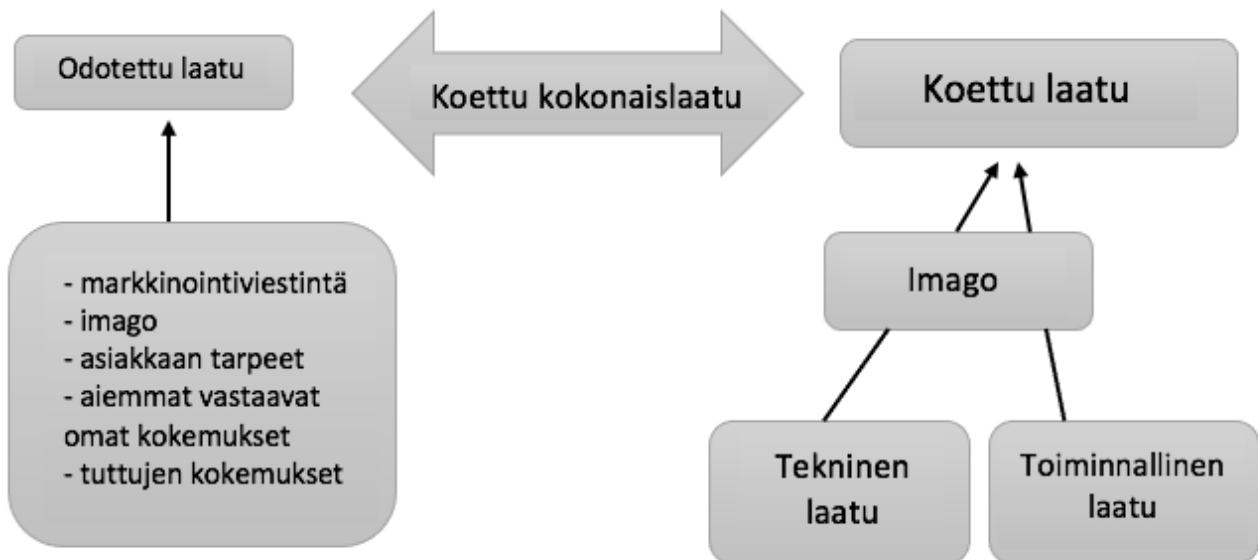 Odotettu laatu
Koettu kokonaislaatu
Koettu laatu
- markkinointiviestintä
- imago
- asiakkaan tarpeet
- aiemmat vastaavat
omat kokemukset
- tuttujen kokemukset
Imago
Tekninen
laatu
Toiminnallinen
laatu